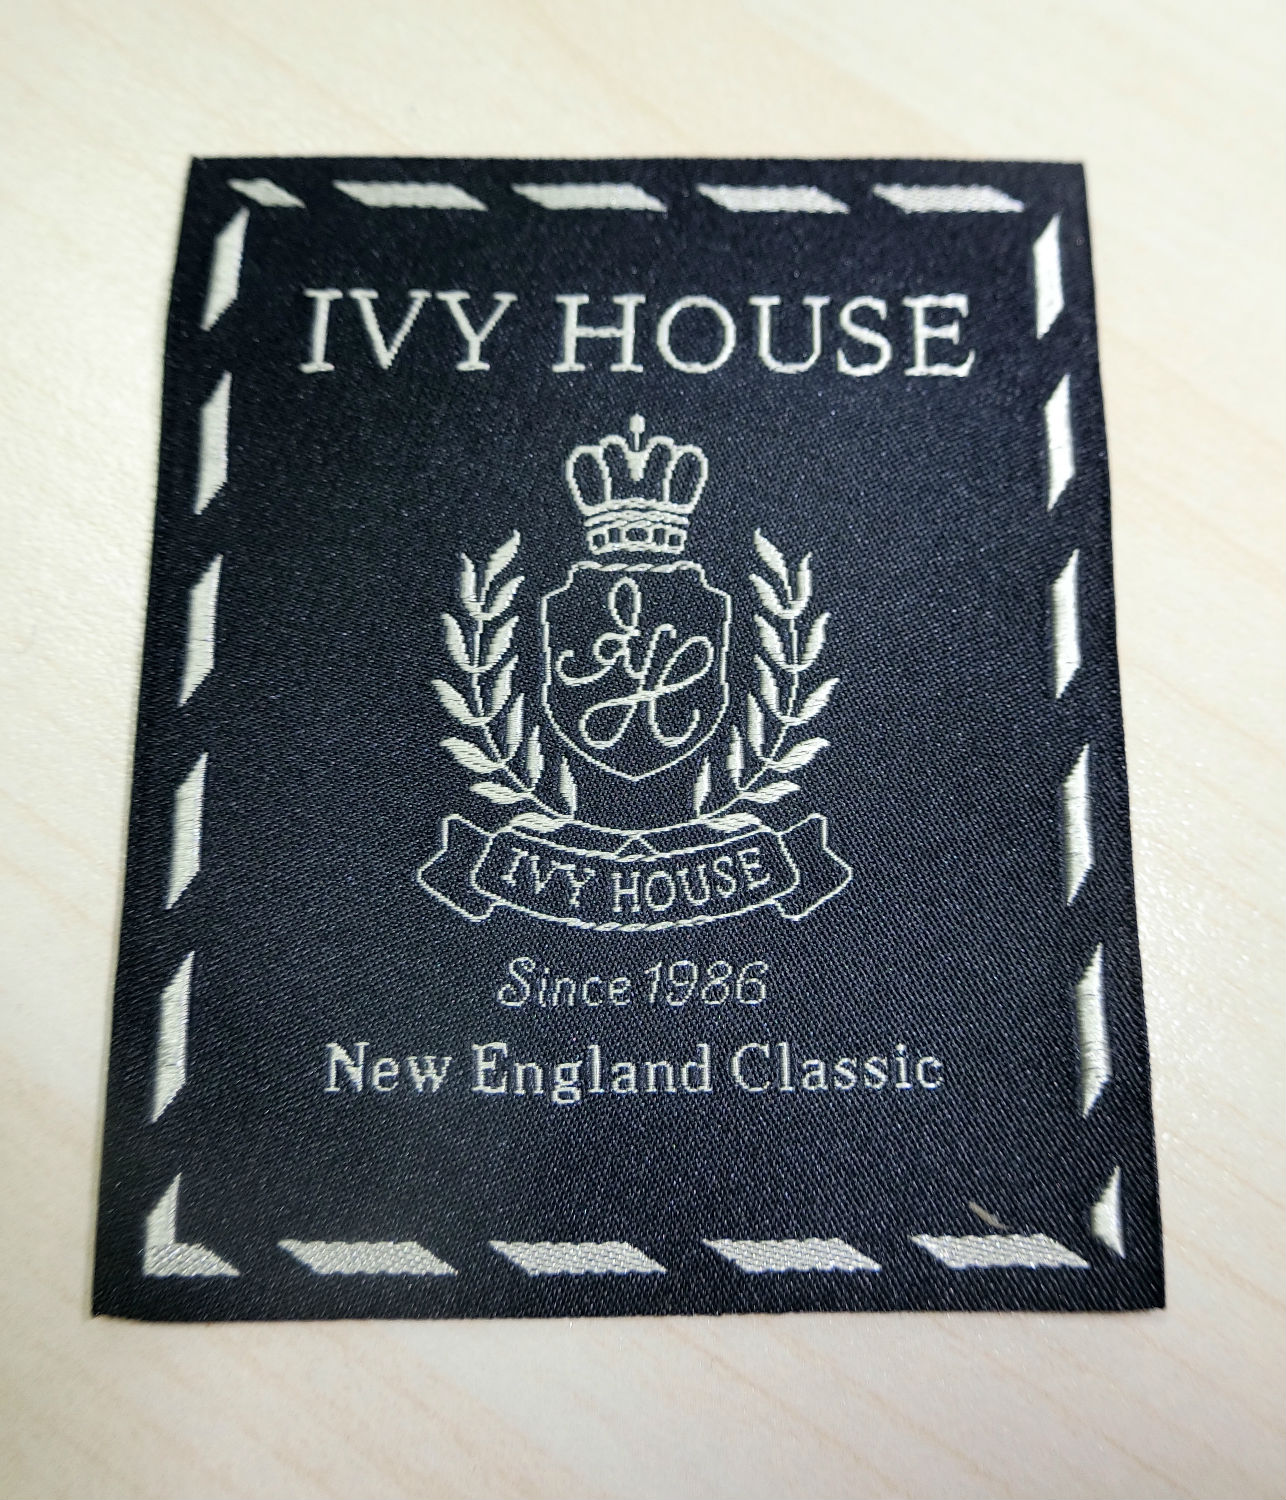 IVY HOUSE
IH
IVY HOUSE
Since 1986
New England Classic